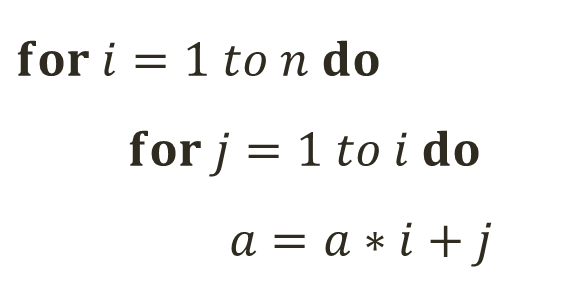 for i = 1 to n do
for j = 1 to i do
a = a * i + j